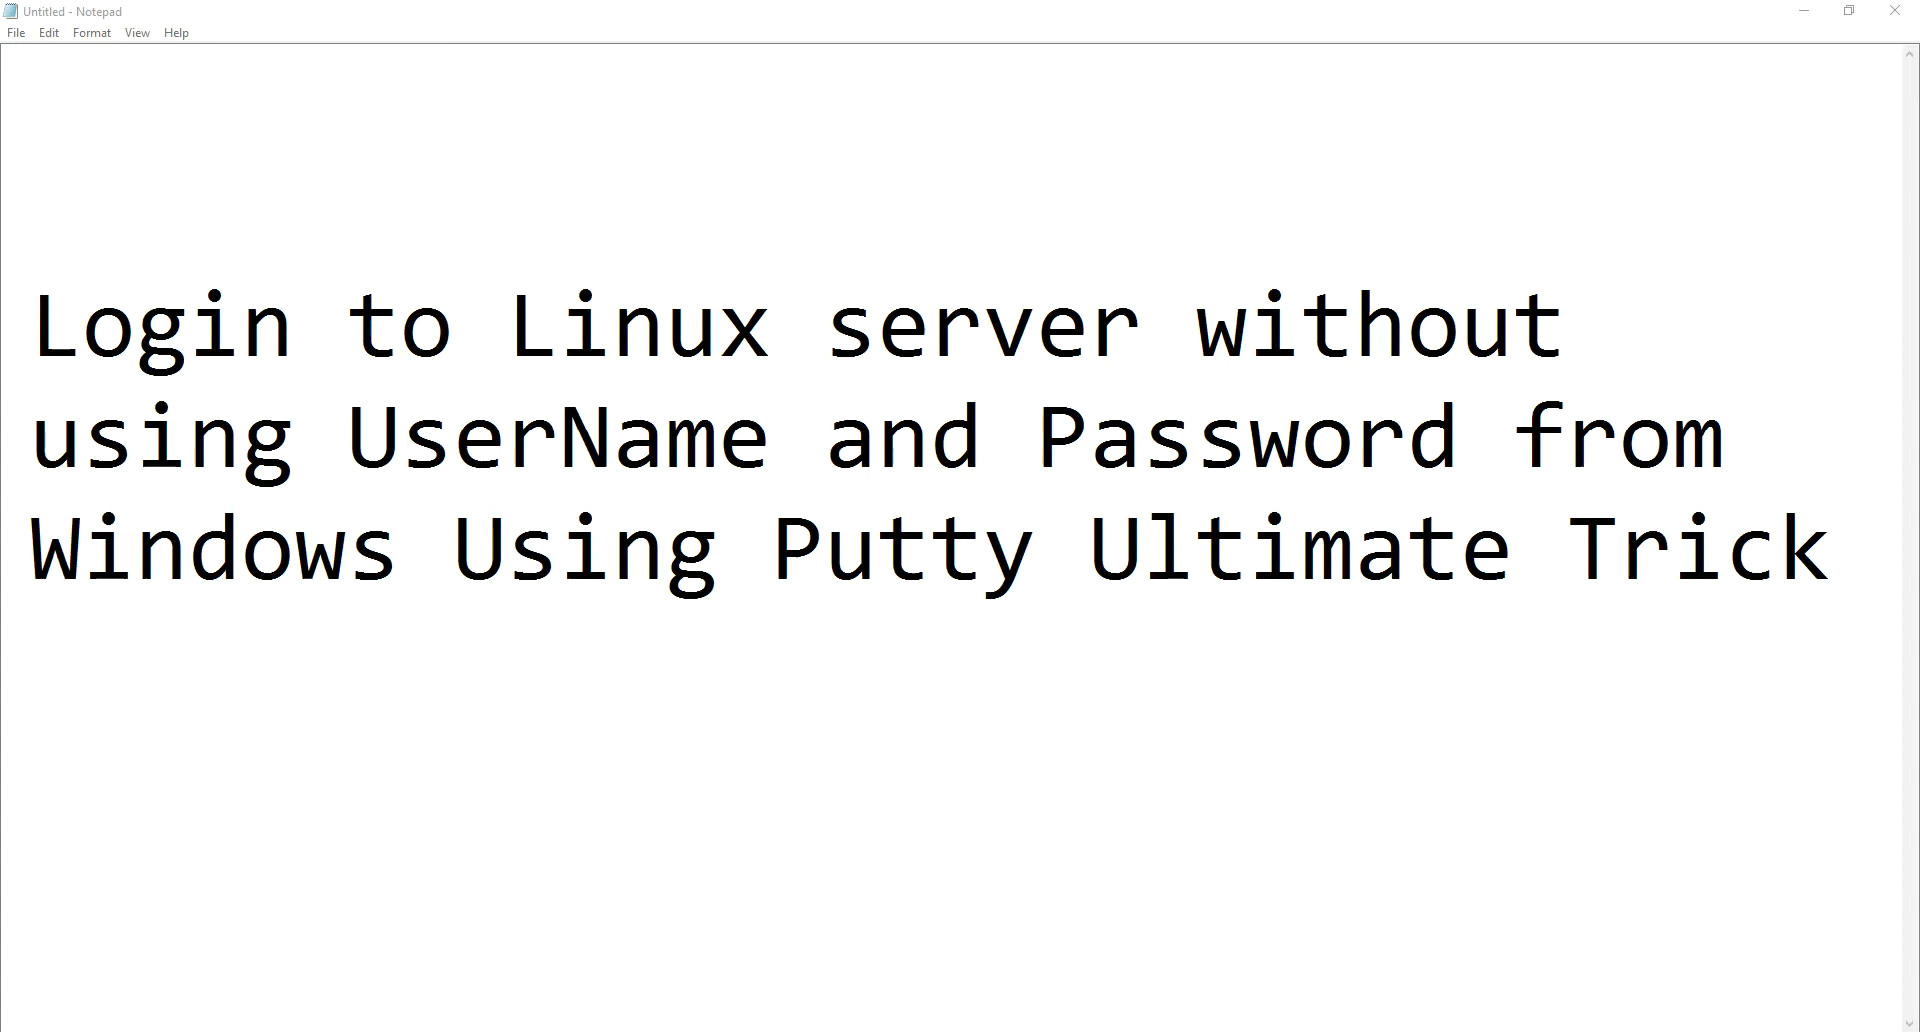 Untitled - Notepad
File Edit Format View Help
Login to Linux server without
using UserName and Password from
Windows Using Putty Ultimate Trick